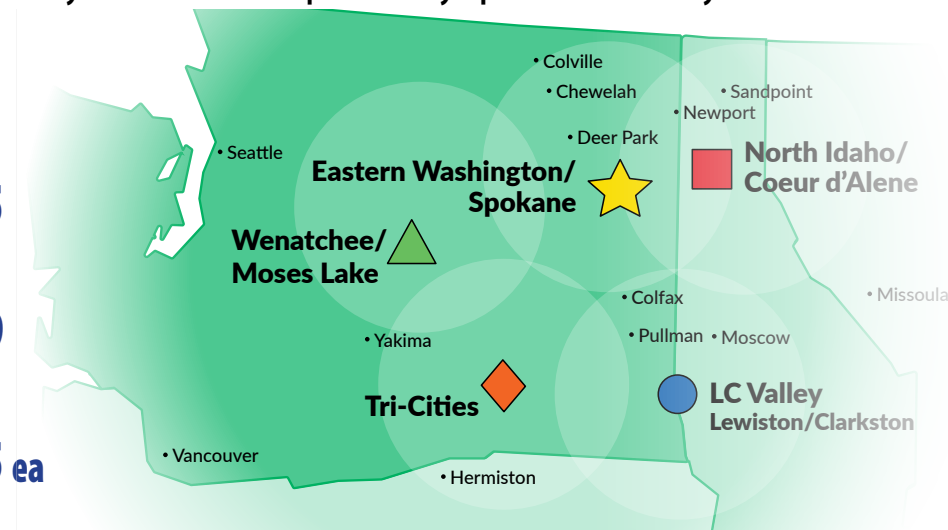 Colville
Chewelah
Sandpoint
Newport
Deer Park
Seattle
North Idaho/
Coeur d'Alene
Eastern Washington/
Spokane
Wenatchee/
Moses Lake
Colfax
Missoula
Yakima
Pullman
Moscow
Tri-Cities
LC Valley
Lewiston/Clarkston
Vancouver
Hermiston
ea